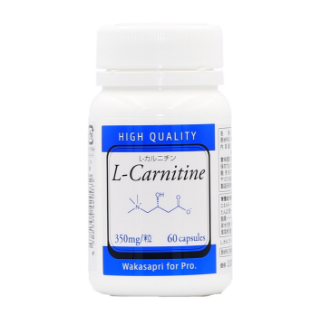 HIGH QUALITY
L-カルニチン
L-Carnitine
OH
N
O
O
350mg/粒 60 capsules
Wakasapri for Pro.